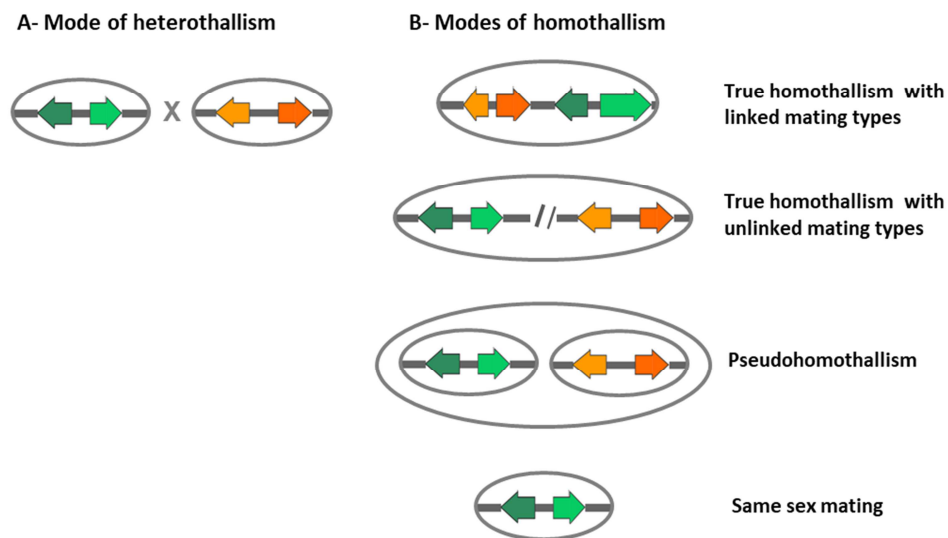 A- Mode of heterothallism
B- Modes of homothallism
X
True homothallism with
linked mating types
True homothallism with
unlinked mating types
//
Pseudohomothallism
Same sex mating